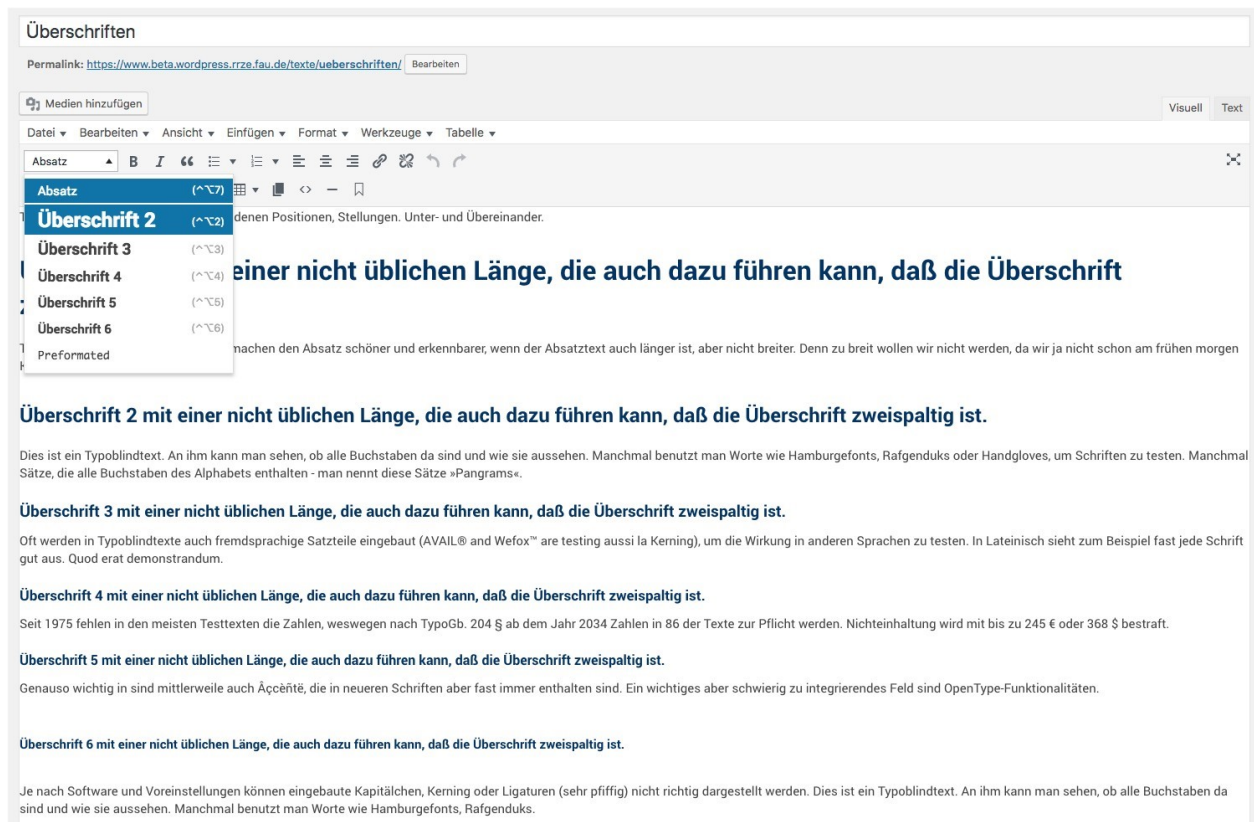 Überschriften
Permalink: https://www.beta.wordpress.rrze.fau.de/texte/ueberschriften/ Bearbeiten
Medien hinzufügen
Visuell Text
Datei Bearbeiten Ansicht Einfügen Format Werkzeuge Tabelle
Absatz
Absatz (^⌥7)
Überschrift 2 (^⌥2)
Überschrift 3 (^⌥3)
Überschrift 4 (^⌥4)
Überschrift 5 (^⌥5)
Überschrift 6 (^⌥6)
Preformated
denen Positionen, Stellungen. Unter- und Übereinander.
einer nicht üblichen Länge, die auch dazu führen kann, daß die Überschrift
machen den Absatz schöner und erkennbarer, wenn der Absatztext auch länger ist, aber nicht breiter. Denn zu breit wollen wir nicht werden, da wir ja nicht schon am frühen morgen
Überschrift 2 mit einer nicht üblichen Länge, die auch dazu führen kann, daß die Überschrift zweispaltig ist.
Dies ist ein Typoblindtext. An ihm kann man sehen, ob alle Buchstaben da sind und wie sie aussehen. Manchmal benutzt man Worte wie Hamburgefonts, Rafgenduks oder Handgloves, um Schriften zu testen. Manchmal
Sätze, die alle Buchstaben des Alphabets enthalten - man nennt diese Sätze »Pangrams«.
Überschrift 3 mit einer nicht üblichen Länge, die auch dazu führen kann, daß die Überschrift zweispaltig ist.
Oft werden in Typoblindtexte auch fremdsprachige Satzteile eingebaut (AVAIL® and Wefox™ are testing aussi la Kerning), um die Wirkung in anderen Sprachen zu testen. In Lateinisch sieht zum Beispiel fast jede Schrift
gut aus. Quod erat demonstrandum.
Überschrift 4 mit einer nicht üblichen Länge, die auch dazu führen kann, daß die Überschrift zweispaltig ist.
Seit 1975 fehlen in den meisten Testtexten die Zahlen, weswegen nach TypoGb. 204 § ab dem Jahr 2034 Zahlen in 86 der Texte zur Pflicht werden. Nichteinhaltung wird mit bis zu 245 € oder 368 $ bestraft.
Überschrift 5 mit einer nicht üblichen Länge, die auch dazu führen kann, daß die Überschrift zweispaltig ist.
Genauso wichtig in sind mittlerweile auch Âçcèñtë, die in neueren Schriften aber fast immer enthalten sind. Ein wichtiges aber schwierig zu integrierendes Feld sind OpenType-Funktionalitäten.
Überschrift 6 mit einer nicht üblichen Länge, die auch dazu führen kann, daß die Überschrift zweispaltig ist.
Je nach Software und Voreinstellungen können eingebaute Kapitälchen, Kerning oder Ligaturen (sehr pfiffig) nicht richtig dargestellt werden. Dies ist ein Typoblindtext. An ihm kann man sehen, ob alle Buchstaben da
sind und wie sie aussehen. Manchmal benutzt man Worte wie Hamburgefonts, Rafgenduks.